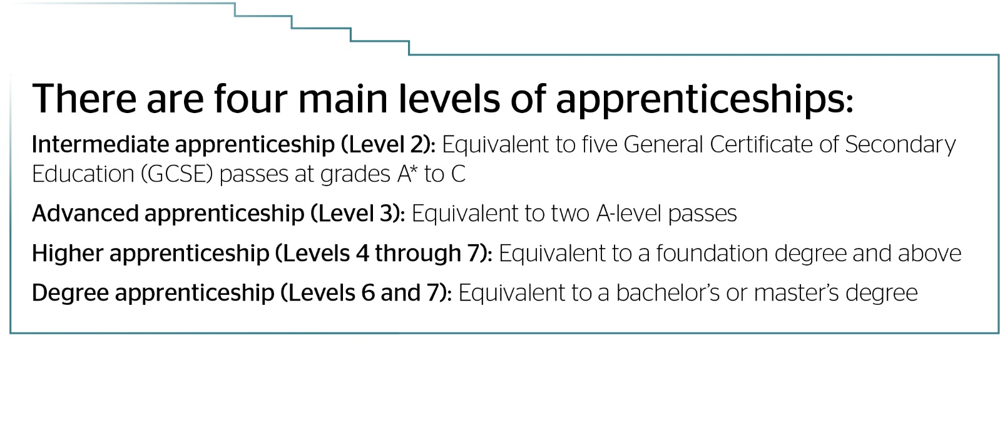 There are four main levels of apprenticeships:
Intermediate apprenticeship (Level 2): Equivalent to five General Certificate of Secondary
Education (GCSE) passes at grades A* to C
Advanced apprenticeship (Level 3): Equivalent to two A-level passes
Higher apprenticeship (Levels 4 through 7): Equivalent to a foundation degree and above
Degree apprenticeship (Levels 6 and 7): Equivalent to a bachelor’s or master’s degree